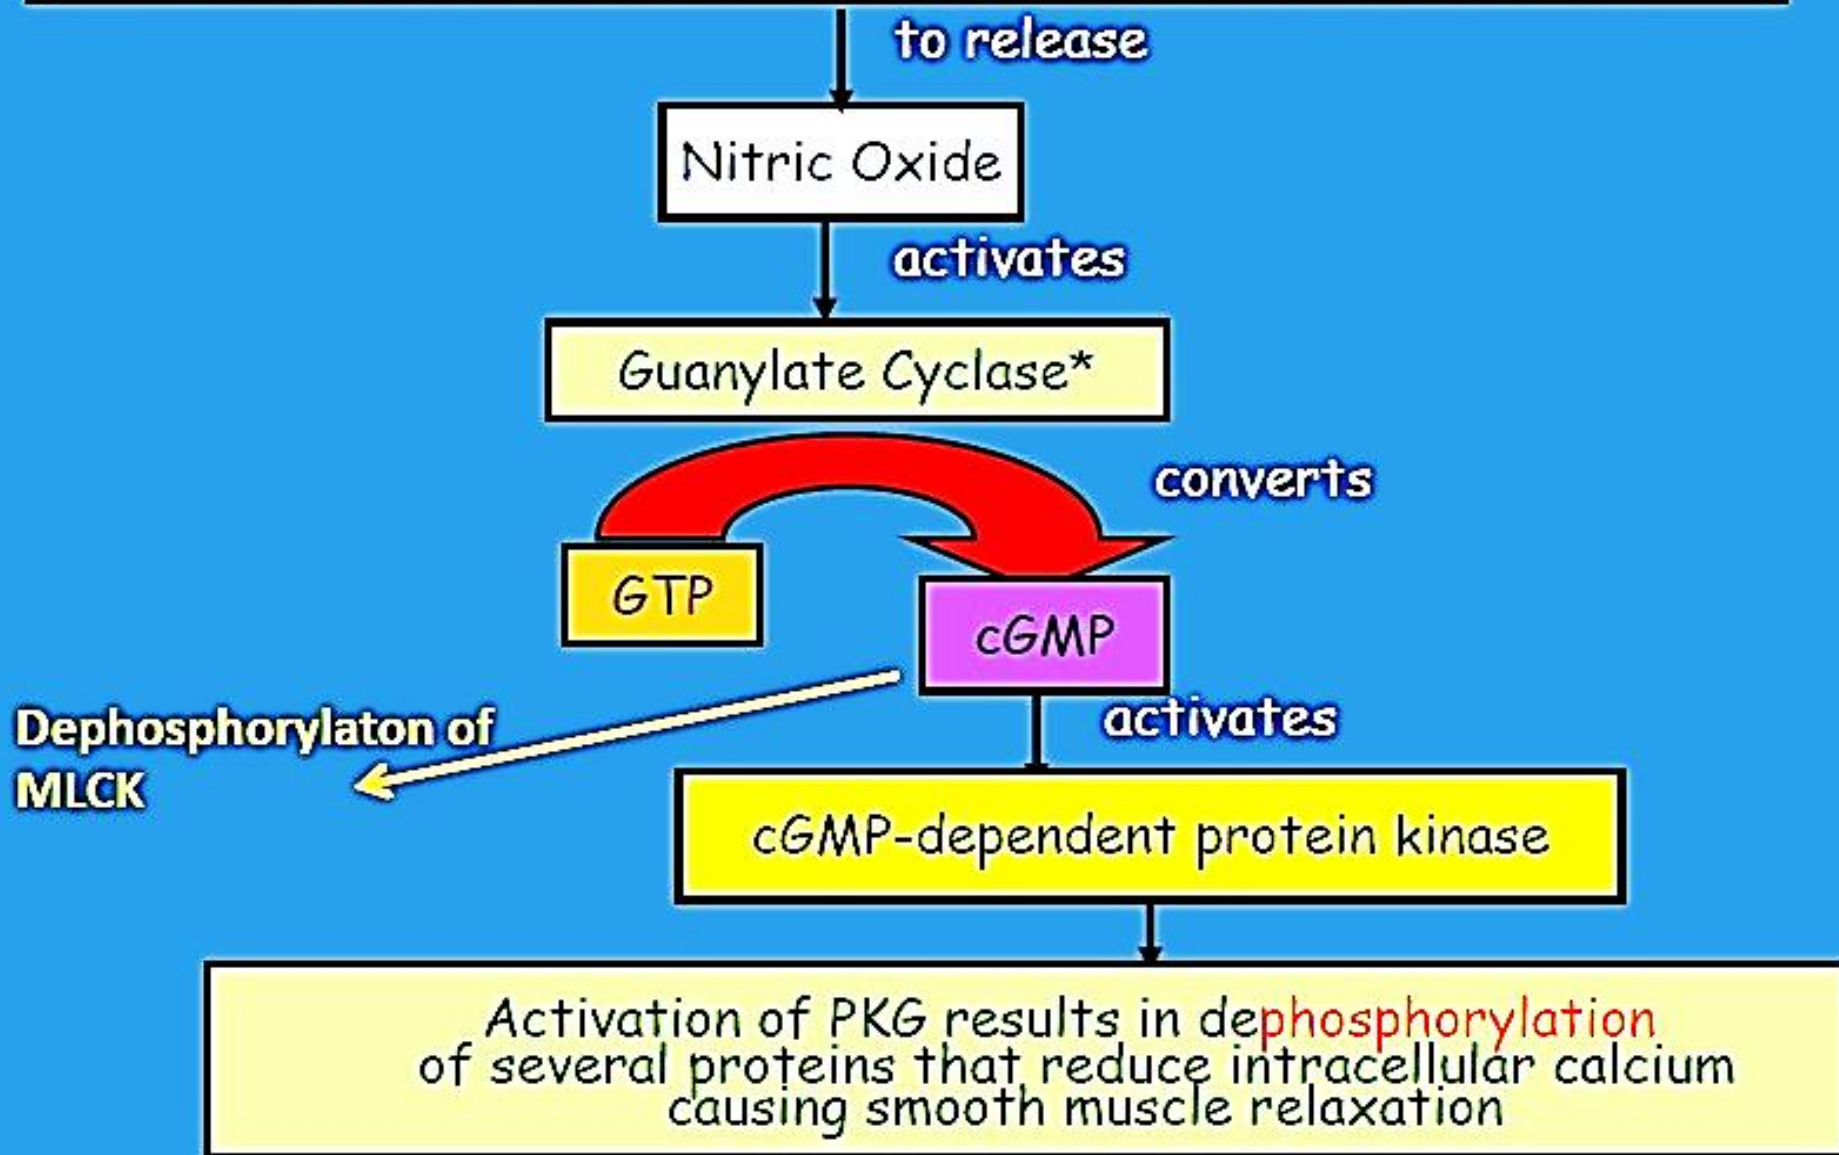 to release
Nitric Oxide
activates
Guanylate Cyclase*
converts
GTP
cGMP
Dephosphorylaton of
MLCK
activates
cGMP-dependent protein kinase
Activation of PKG results in dephosphorylation
of several proteins that reduce intracellular calcium
causing smooth muscle relaxation